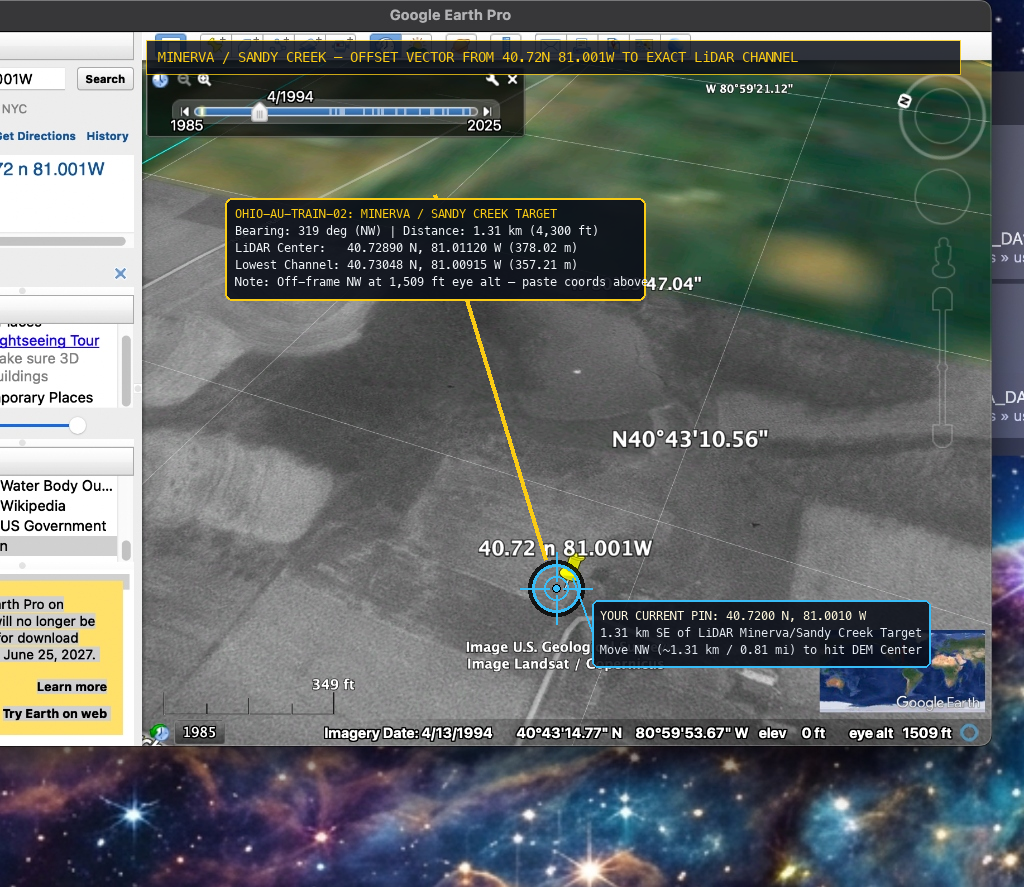 Google Earth Pro
MINERVA / SANDY CREEK — OFFSET VECTOR FROM 40.72N 81.001W TO EXACT LiDAR CHANNEL
001W
Search
NYC
Get Directions
History
72 n 81.001W
4/1994
1985
2025
W 80°59'21.12"
N
OHIO-AU-TRAIN-02: MINERVA / SANDY CREEK TARGET
Bearing: 319 deg (NW) | Distance: 1.31 km (4,300 ft)
LiDAR Center: 40.72890 N, 81.01120 W (378.02 m)
Lowest Channel: 40.73048 N, 81.00915 W (357.21 m)
Note: Off-frame NW at 1,509 ft eye alt — paste coords above
47.04"
_DA
s » us
ghtseeing Tour
ake sure 3D
uildings
porary Places
_DA
s » us
N40°43'10.56"
Water Body Ou...
Wikipedia
US Government
n
40.72 n 81.001W
YOUR CURRENT PIN: 40.7200 N, 81.0010 W
1.31 km SE of LiDAR Minerva/Sandy Creek Target
Move NW (~1.31 km / 0.81 mi) to hit DEM Center
Image U.S. Geolog
Image Landsat / Copernicus
rth Pro on
vill no longer be
for download
June 25, 2027.
Learn more
Try Earth on web
349 ft
Google Earth
1985
Imagery Date: 4/13/1994
40°43'14.77" N
80°59'53.67" W
elev
0 ft
eye alt
1509 ft